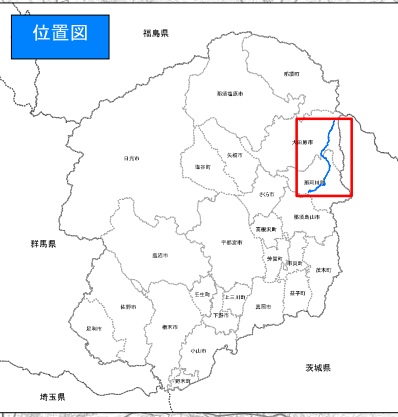 位置図
福島県
那須町
那須塩原市
大田原市
日光市
矢板市
塩谷町
那珂川町
さくら市
那須烏山市
群馬県
宇都宮市
高根沢町
鹿沼市
芳賀町
市貝町
茂木町
壬生町
上三川町
益子町
佐野市
下野市
真岡市
足利市
栃木市
小山市
野木町
茨城県
埼玉県